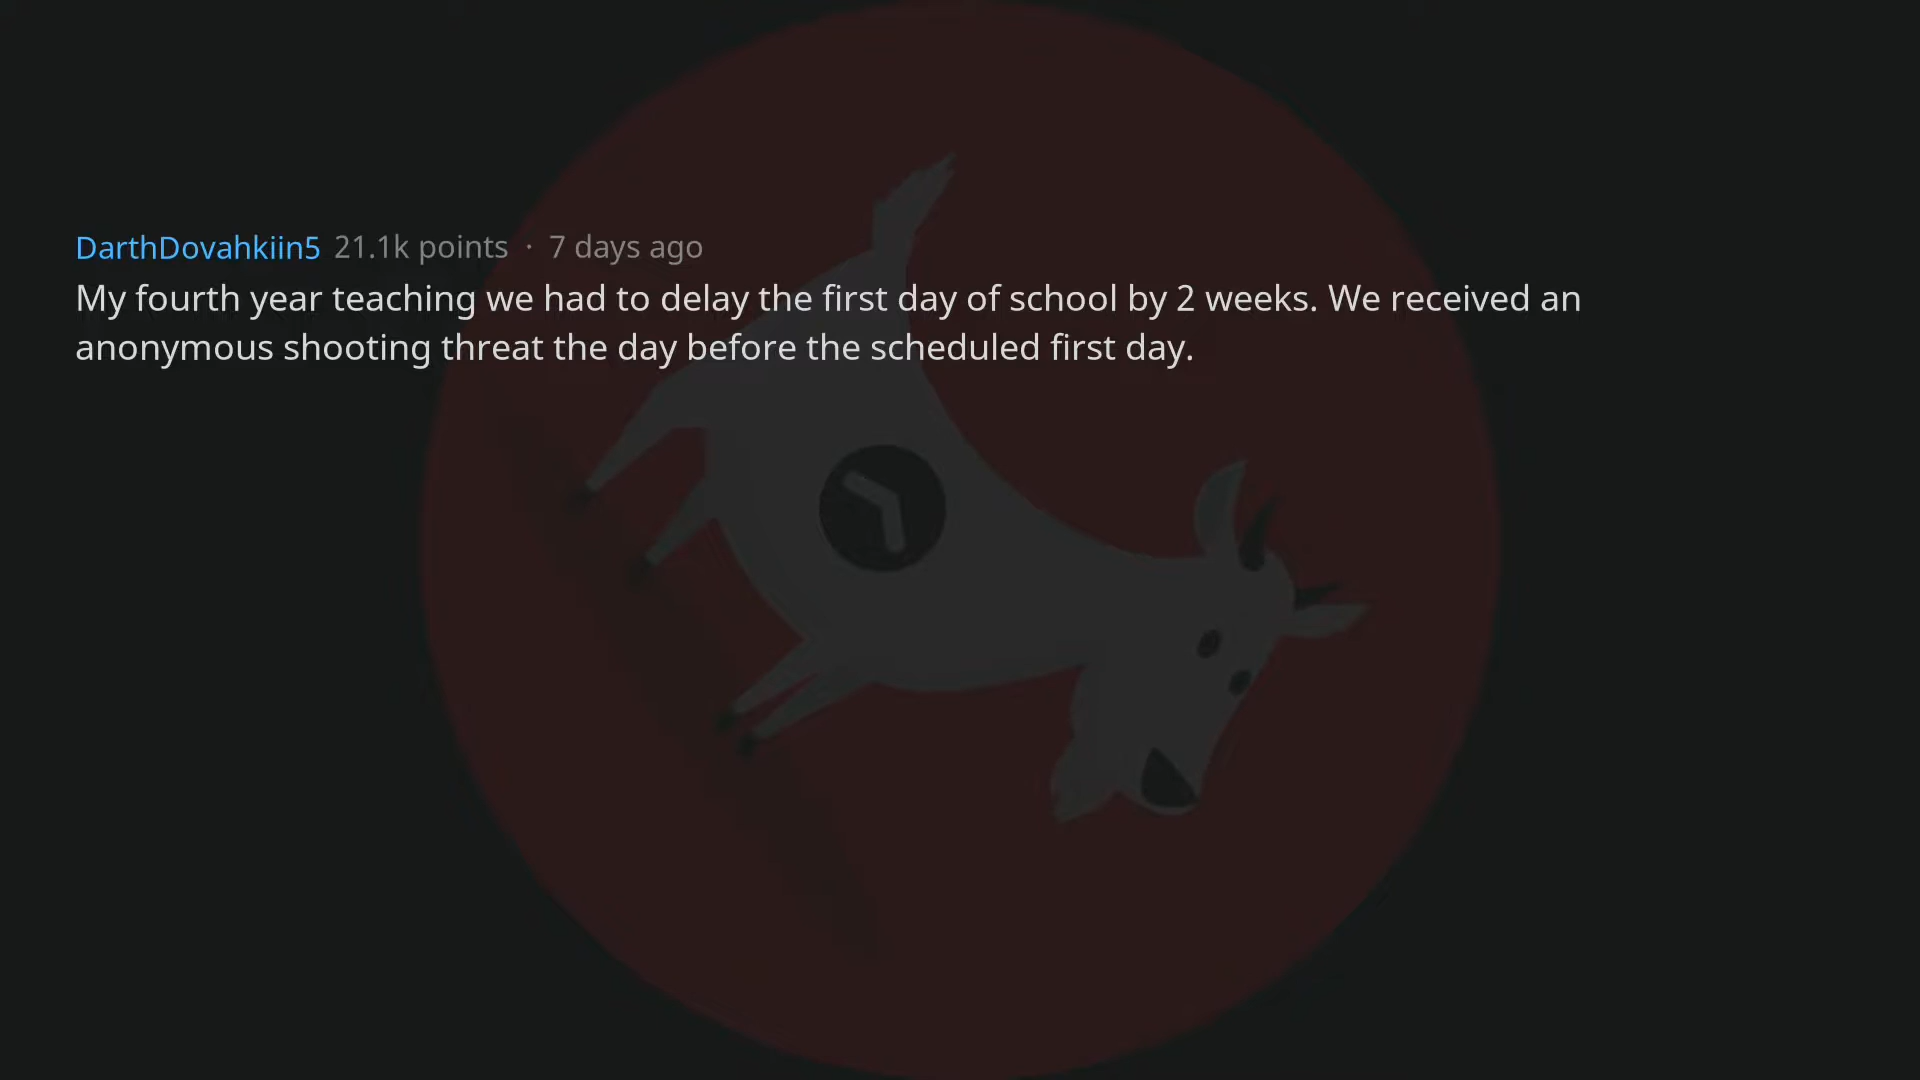 DarthDovahkiin5 21.1k points · 7 days ago
My fourth year teaching we had to delay the first day of school by 2 weeks. We received an
anonymous shooting threat the day before the scheduled first day.